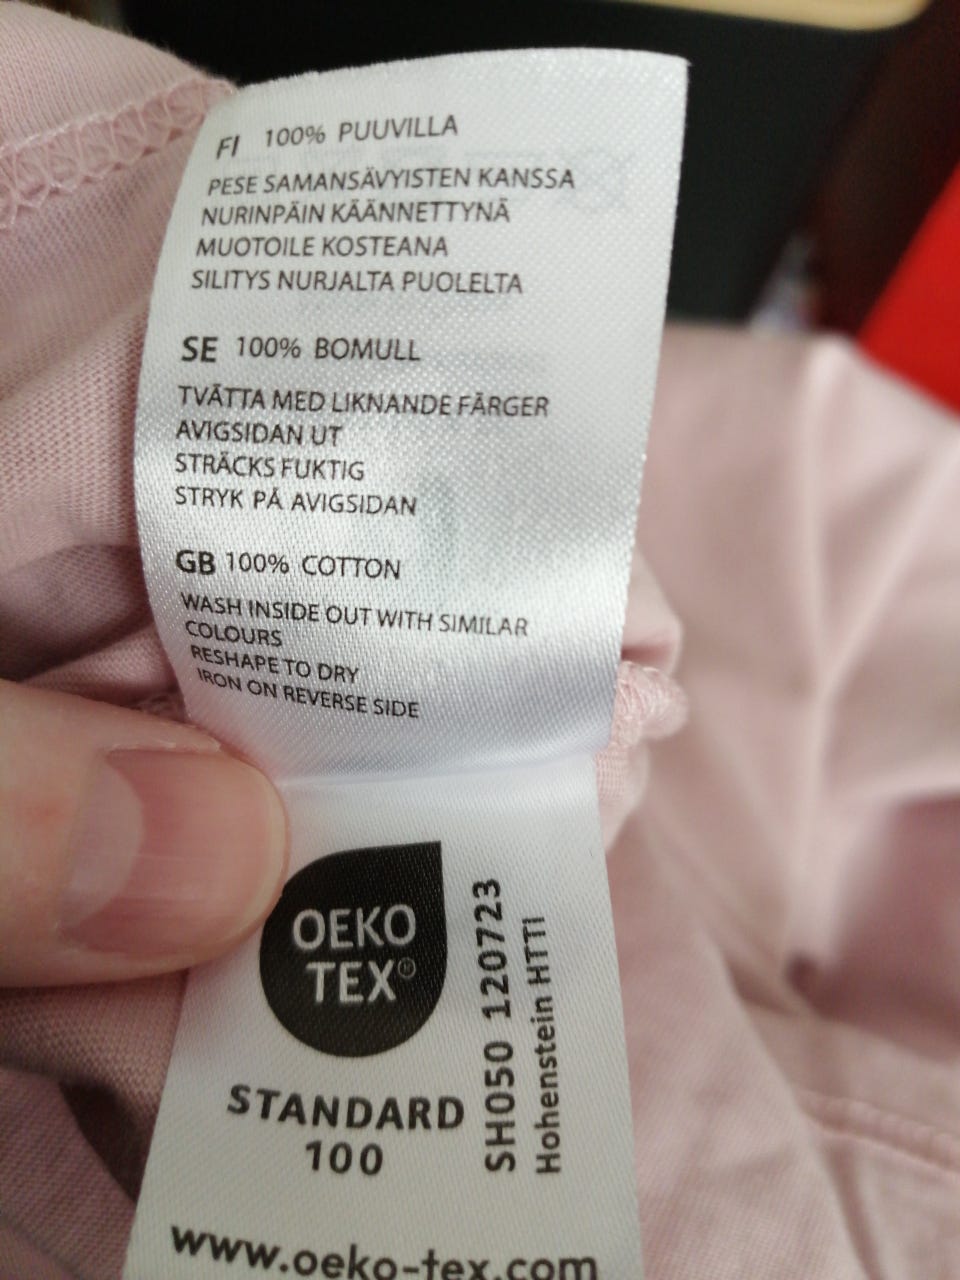 FI 100% PUUVILLA
PESE SAMANSÄVYISTEN KANSSA
NURINPÄIN KÄÄNNETTYNÄ
MUOTOILE KOSTEANA
SILITYS NURJALTA PUOLELTA
SE 100% BOMULL
TVÄTTA MED LIKNANDE FÄRGER
AVIGSIDAN UT
STRÄCKS FUKTIG
STRYK PÅ AVIGSIDAN
GB 100% COTTON
WASH INSIDE OUT WITH SIMILAR
COLOURS
RESHAPE TO DRY
IRON ON REVERSE SIDE
OEKO
TEX®
STANDARD
100
SH050 120723
Hohenstein HTTI
www.oeko-tex.com